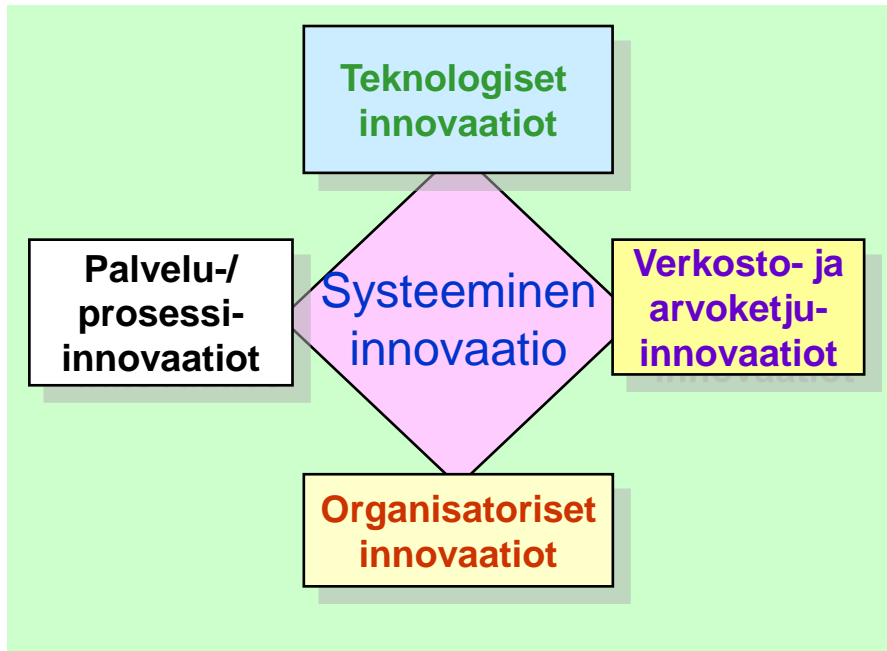 Teknologiset
innovaatiot
Palvelu-/
prosessi-
innovaatiot
Systeeminen
innovaatio
Verkosto- ja
arvoketju-
innovaatiot
Organisatoriset
innovaatiot